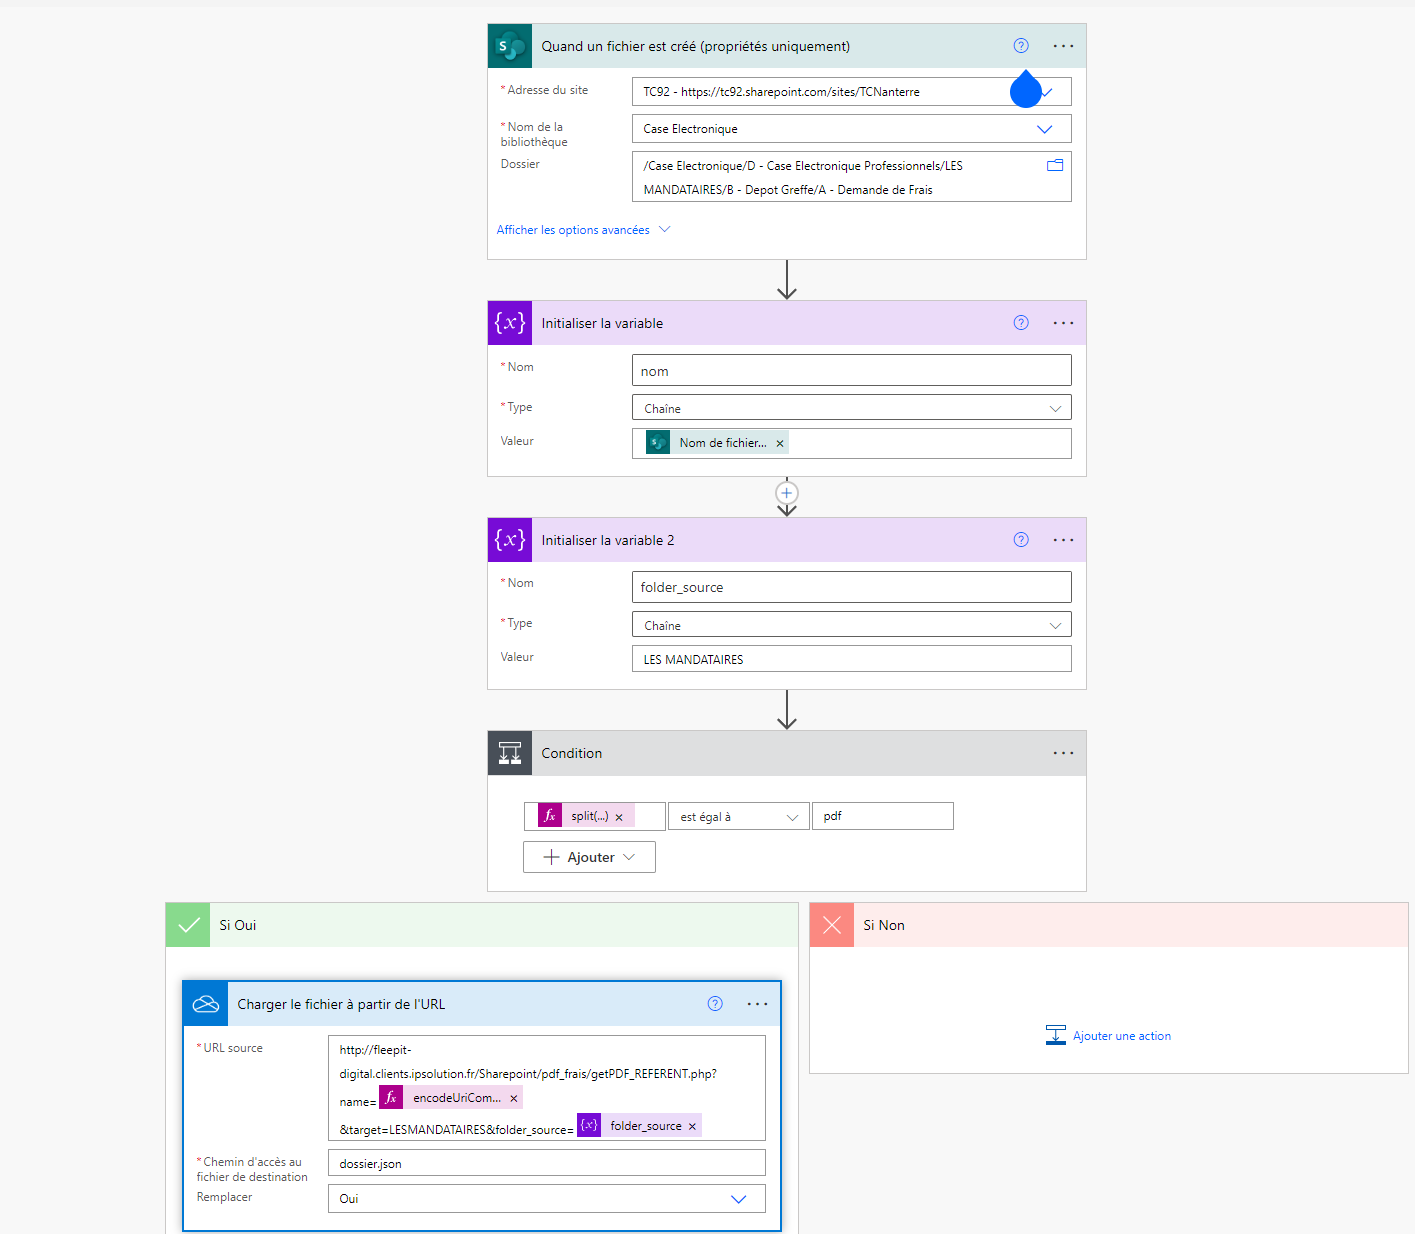 Quand un fichier est créé (propriétés uniquement)
* Adresse du site
TC92 - https://tc92.sharepoint.com/sites/TCNanterre
* Nom de la
bibliothèque
Case Electronique
Dossier
/Case Electronique/D - Case Electronique Professionnels/LES
MANDATAIRES/B - Depot Greffe/A - Demande de Frais
Afficher les options avancées
{x} Initialiser la variable
* Nom
nom
* Type
Chaîne
Valeur
Nom de fichier...
{x} Initialiser la variable 2
* Nom
folder_source
* Type
Chaîne
Valeur
LES MANDATAIRES
Condition
fx split(...) est égal à pdf
Ajouter
Si Oui
Si Non
Charger le fichier à partir de l'URL
* URL source
http://fleepit-
digital.clients.ipsolution.fr/Sharepoint/pdf_frais/getPDF_REFERENT.php?
name= fx encodeUriCom...
&target=LESMANDATAIRES&folder_source= {x} folder_source
* Chemin d'accès au
fichier de destination
dossier.json
Remplacer
Oui
Ajouter une action